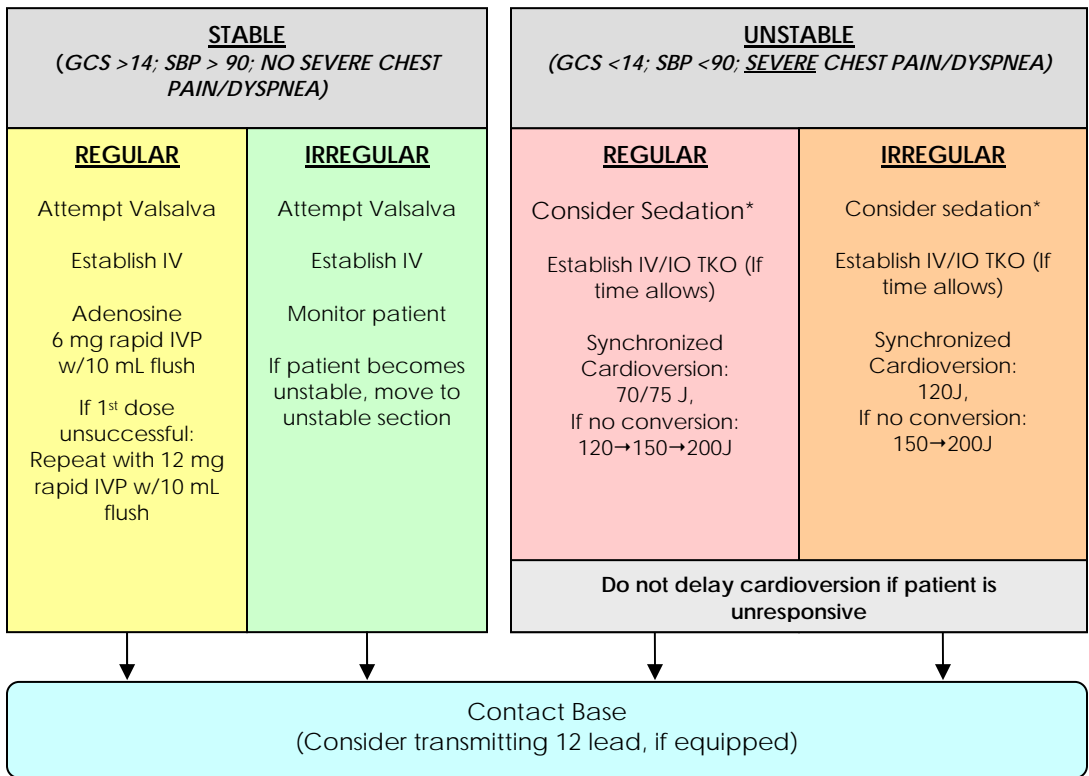 STABLE
(GCS >14; SBP > 90; NO SEVERE CHEST
PAIN/DYSPNEA)
REGULAR
Attempt Valsalva
Establish IV
Adenosine
6 mg rapid IVP
w/10 mL flush
If 1st dose
unsuccessful:
Repeat with 12 mg
rapid IVP w/10 mL
flush
IRREGULAR
Attempt Valsalva
Establish IV
Monitor patient
If patient becomes
unstable, move to
unstable section
UNSTABLE
(GCS <14; SBP <90; SEVERE CHEST PAIN/DYSPNEA)
REGULAR
Consider Sedation*
Establish IV/IO TKO (If
time allows)
Synchronized
Cardioversion:
70/75 J,
If no conversion:
120→150→200J
IRREGULAR
Consider sedation*
Establish IV/IO TKO (If
time allows)
Synchronized
Cardioversion:
120J,
If no conversion:
150→200J
Do not delay cardioversion if patient is
unresponsive
Contact Base
(Consider transmitting 12 lead, if equipped)